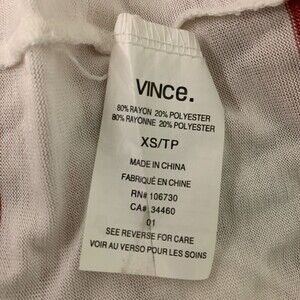 VINCe.
80% RAYON 20% POLYESTER
80% RAYONNE 20% POLYESTER
XS/TP
MADE IN CHINA
FABRIQUÉ EN CHINE
RN# 106730
CA# 34460
01
SEE REVERSE FOR CARE
VOIR AU VERSO POUR LES SOINS